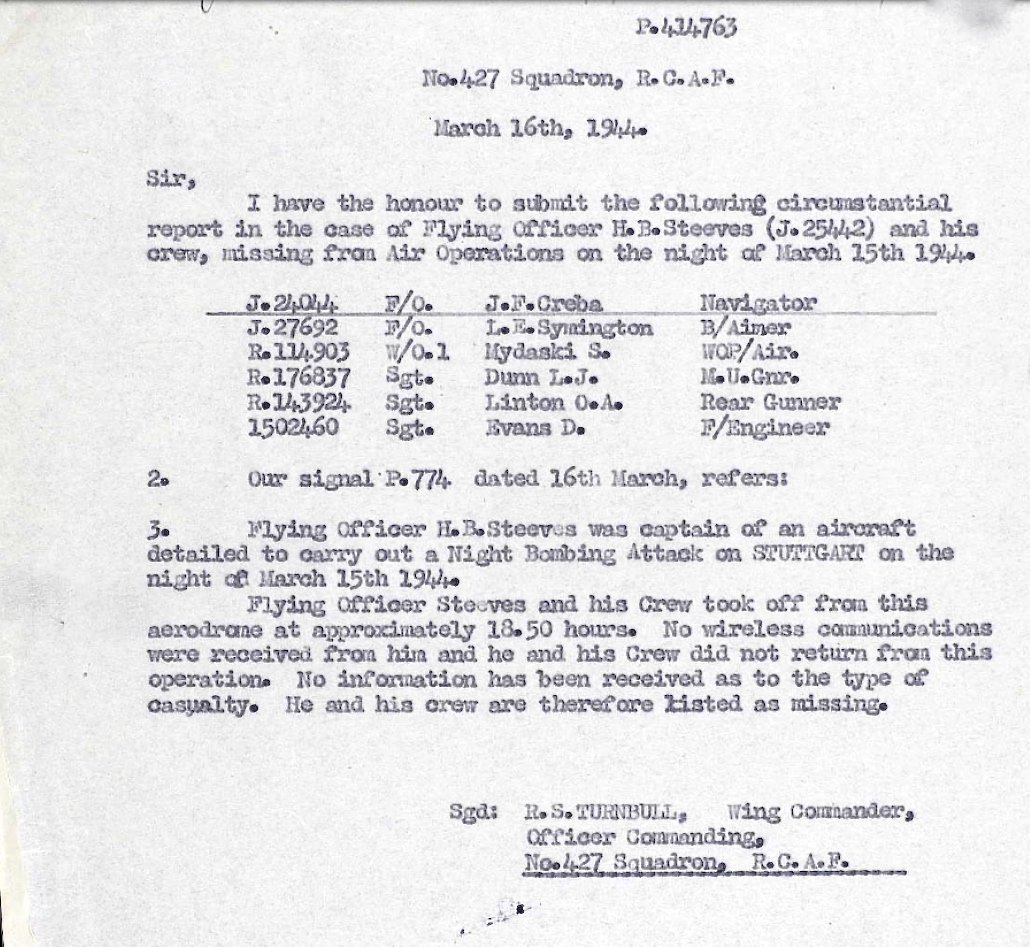 P.414763
No.427 Squadron, R.C.A.F.
March 16th, 1944.
Sir,
I have the honour to submit the following circumstantial
report in the case of Flying Officer H.B.Steeves (J.25442) and his
crew, missing from Air Operations on the night of March 15th 1944.
J.24044 F/O. J.F.Creba Navigator
J.27692 F/O. L.E.Symington B/Aimer
R.114903 W/O.1 Mydaski S. WOP/Air.
R.176837 Sgt. Dunn L.J. M.U.Gnr.
R.143924 Sgt. Linton O.A. Rear Gunner
1502460 Sgt. Evans D. F/Engineer
2. Our signal P.774 dated 16th March, refers:
3. Flying Officer H.B.Steeves was captain of an aircraft
detailed to carry out a Night Bombing Attack on STUTTGART on the
night of March 15th 1944.
Flying Officer Steeves and his Crew took off from this
aerodrome at approximately 18.50 hours. No wireless communications
were received from him and he and his Crew did not return from this
operation. No information has been received as to the type of
casualty. He and his crew are therefore listed as missing.
Sgd: R.S.TURNBULL, Wing Commander,
Officer Commanding,
No.427 Squadron, R.C.A.F.